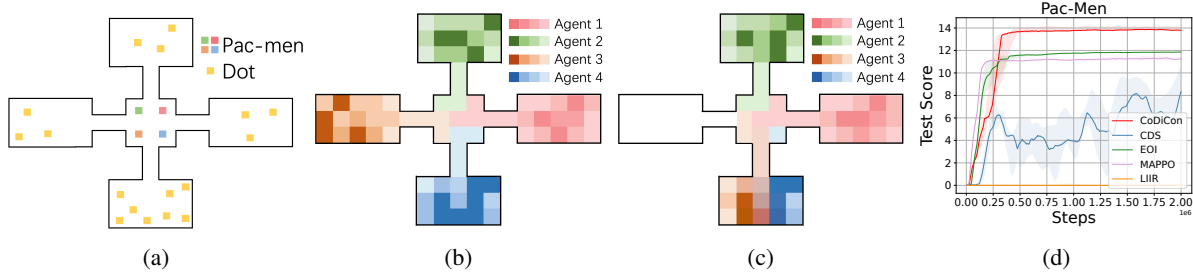 Pac-men
Dot
(a)
Agent 1
Agent 2
Agent 3
Agent 4
(b)
Agent 1
Agent 2
Agent 3
Agent 4
(c)
Pac-Men
Test Score
14
12
10
8
6
4
2
0
CoDiCon
CDS
EOI
MAPPO
LIIR
0.00 0.25 0.50 0.75 1.00 1.25 1.50 1.75 2.00
Steps
1e6
(d)